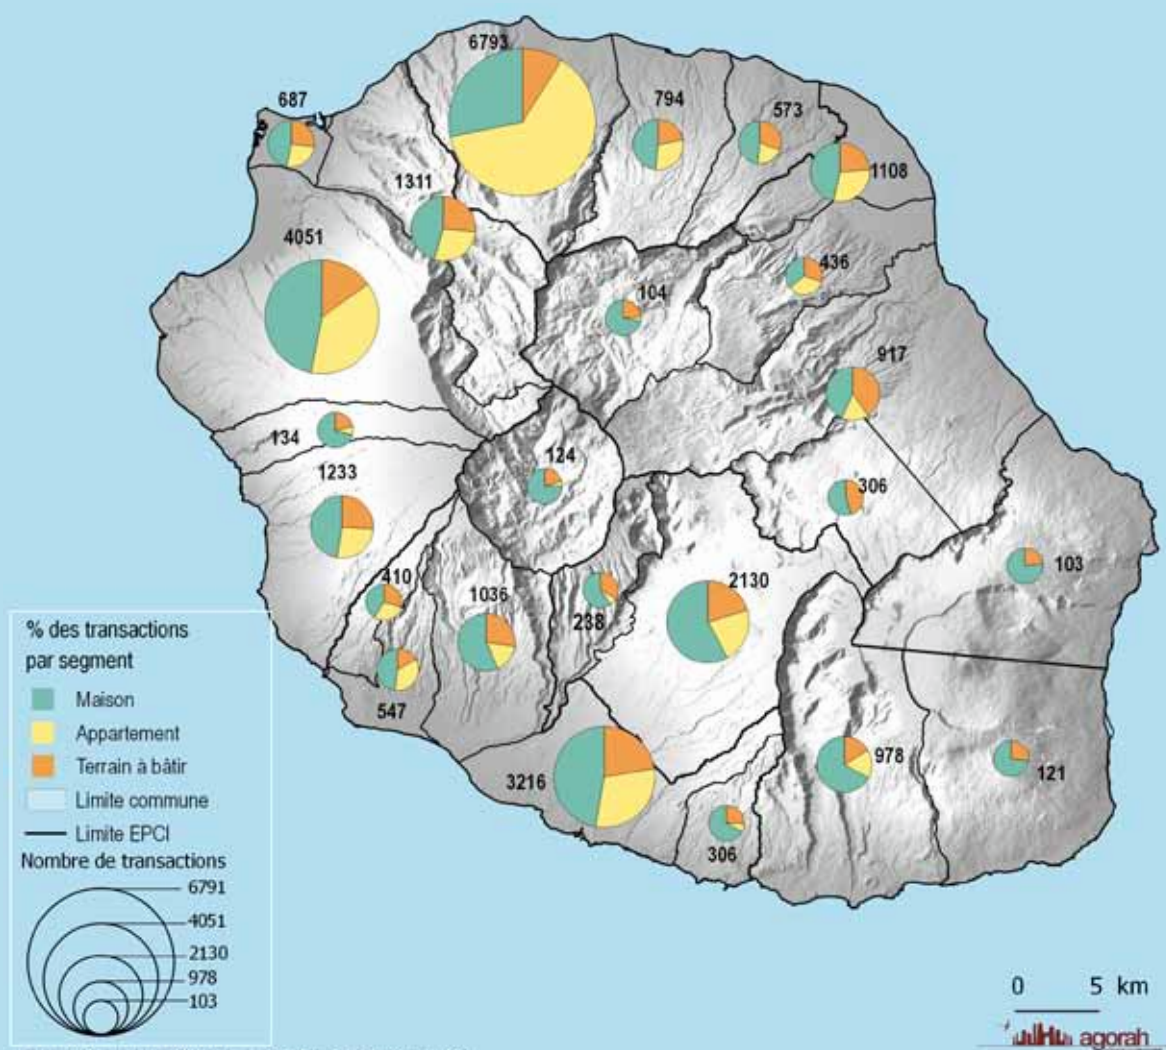 6793
687
794
573
1108
1311
4051
436
104
917
134
124
1233
306
103
410
1036
238
2130
547
978
3216
121
306
% des transactions
par segment
Maison
Appartement
Terrain à bâtir
Limite commune
Limite EPCI
Nombre de transactions
6791
4051
2130
978
103
0 5 km
agorah